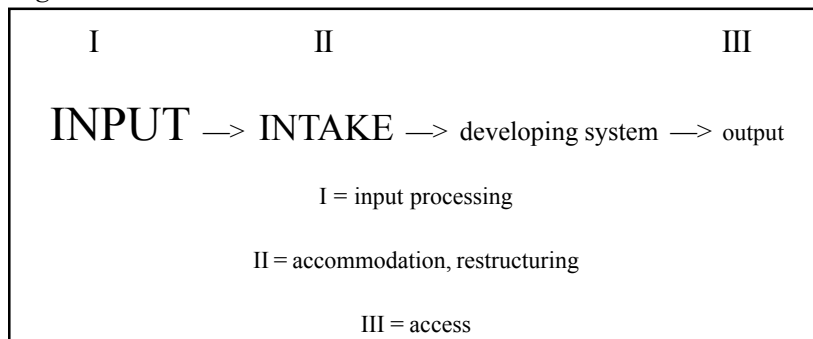 I II III
INPUT —> INTAKE —> developing system —> output
I = input processing
II = accommodation, restructuring
III = access